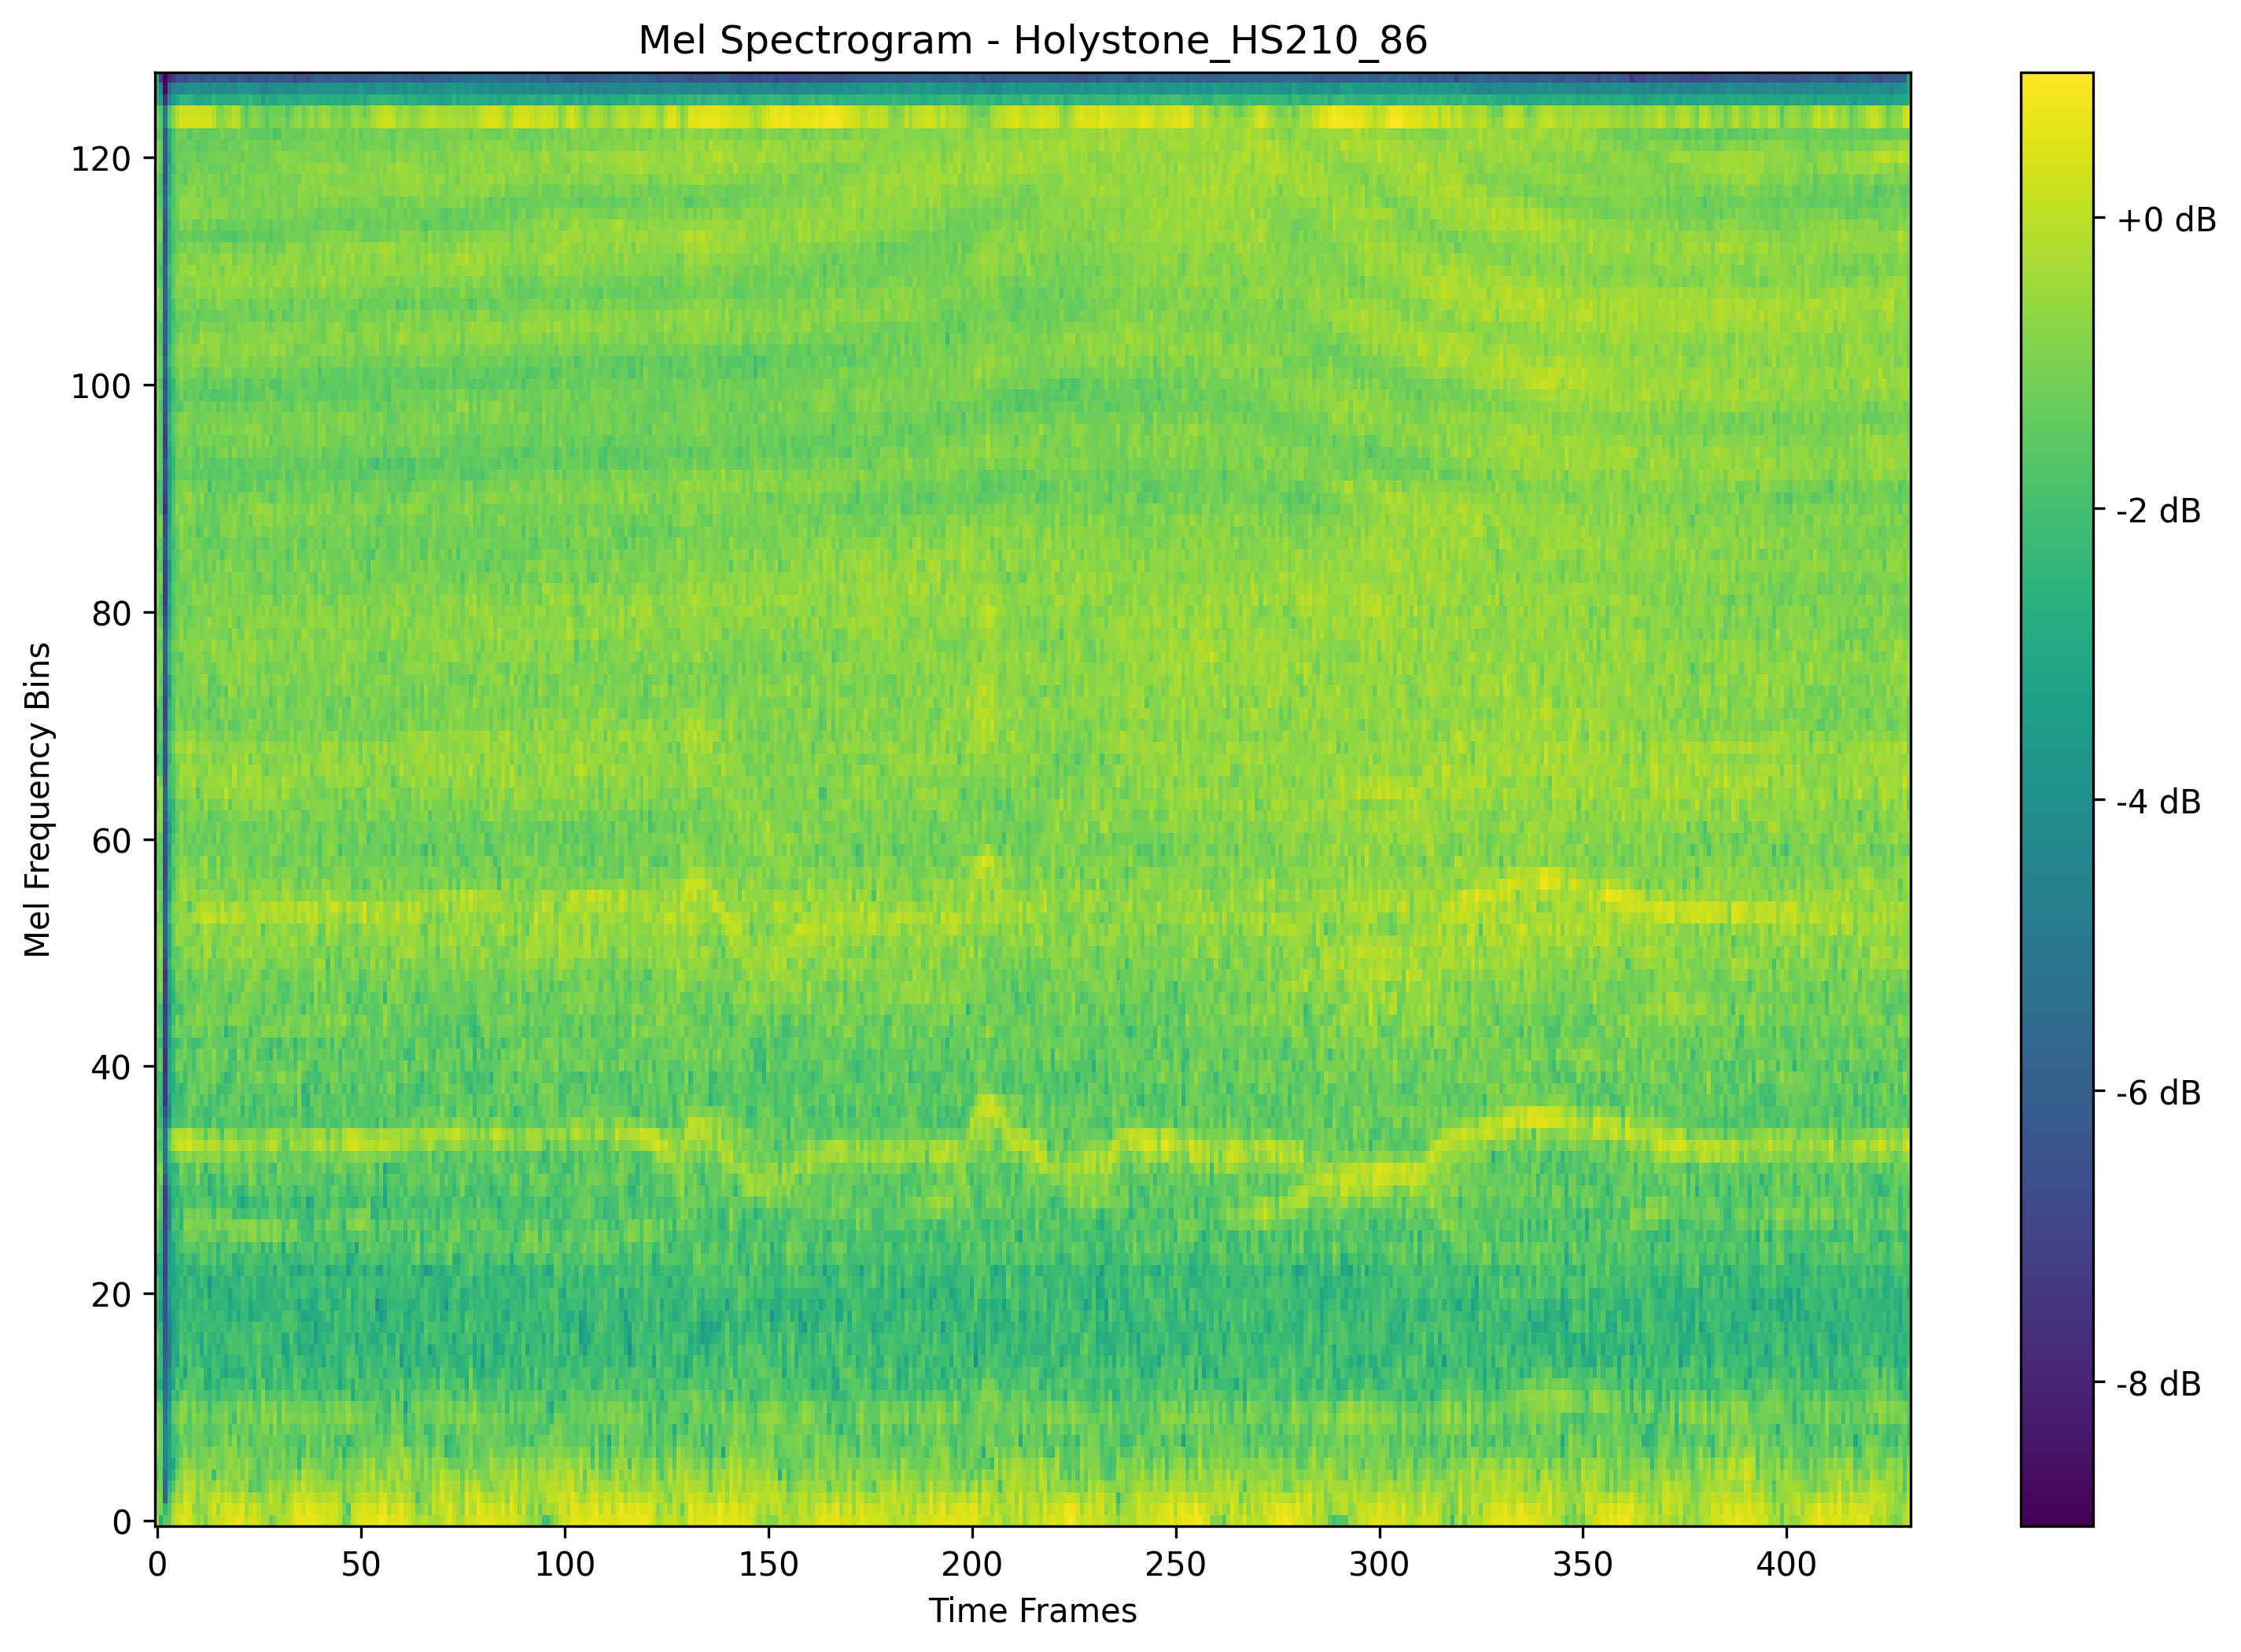 Mel Spectrogram - Holystone_HS210_86
Mel Frequency Bins
120
100
80
60
40
20
0
0 50 100 150 200 250 300 350 400
Time Frames
+0 dB
-2 dB
-4 dB
-6 dB
-8 dB